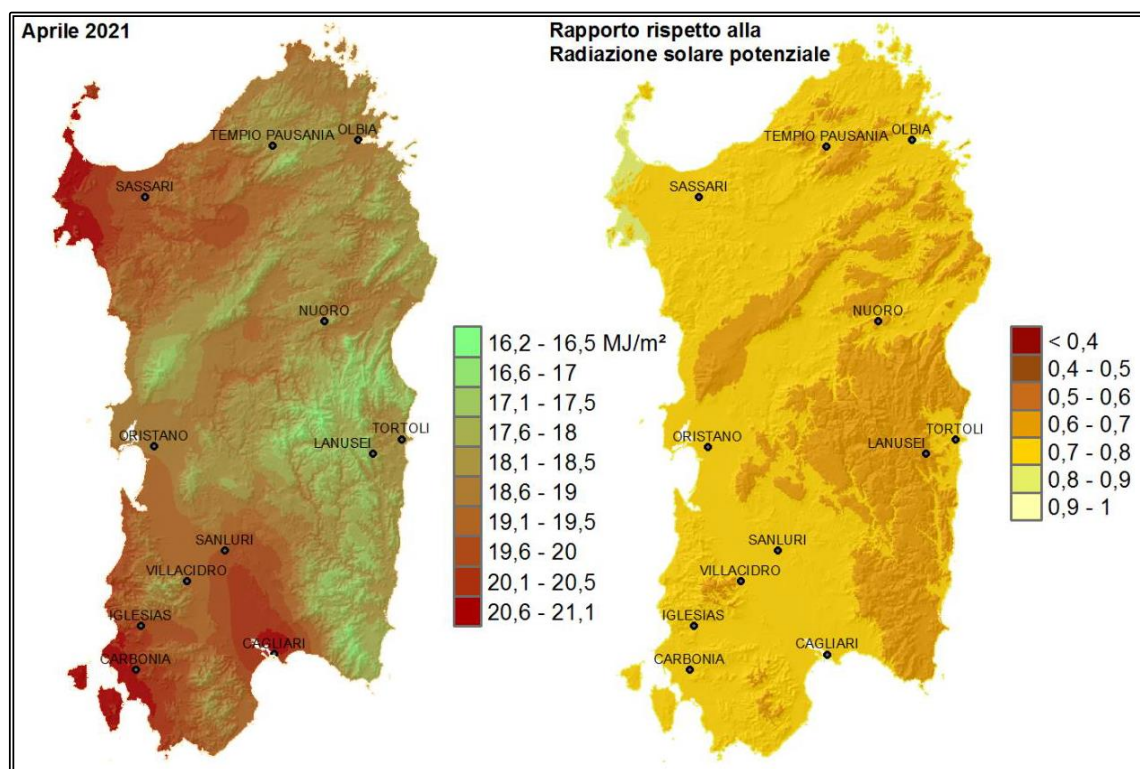 Aprile 2021
TEMPIO PAUSANIA
OLBIA
SASSARI
NUORO
ORISTANO
TORTOLI
LANUSEI
SANLURI
VILLACIDRO
IGLESIAS
CAGLIARI
CARBONIA
16,2 - 16,5 MJ/m²
16,6 - 17
17,1 - 17,5
17,6 - 18
18,1 - 18,5
18,6 - 19
19,1 - 19,5
19,6 - 20
20,1 - 20,5
20,6 - 21,1
Rapporto rispetto alla
Radiazione solare potenziale
TEMPIO PAUSANIA
OLBIA
SASSARI
NUORO
ORISTANO
TORTOLI
LANUSEI
SANLURI
VILLACIDRO
IGLESIAS
CAGLIARI
CARBONIA
< 0,4
0,4 - 0,5
0,5 - 0,6
0,6 - 0,7
0,7 - 0,8
0,8 - 0,9
0,9 - 1